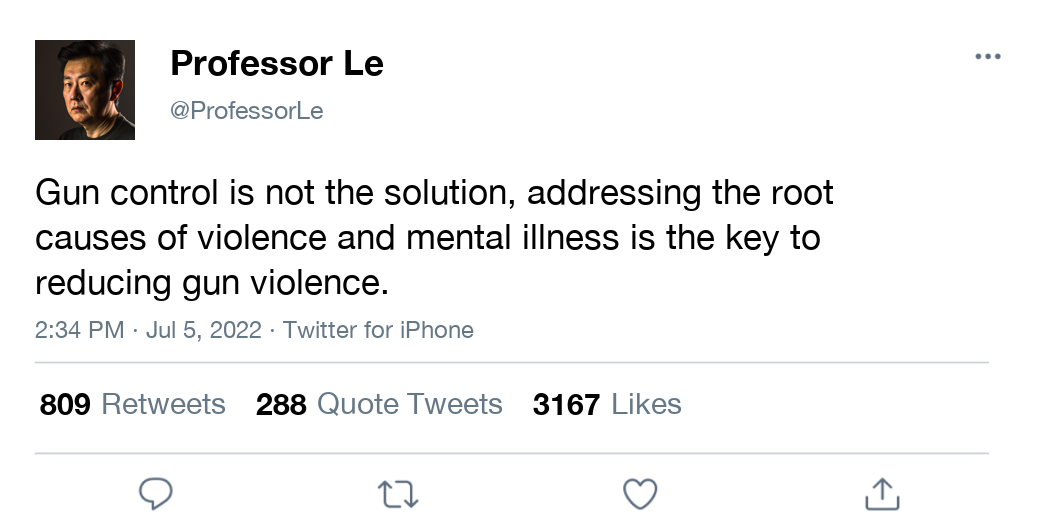 Professor Le
@ProfessorLe
Gun control is not the solution, addressing the root
causes of violence and mental illness is the key to
reducing gun violence.
2:34 PM · Jul 5, 2022 · Twitter for iPhone
809 Retweets 288 Quote Tweets 3167 Likes